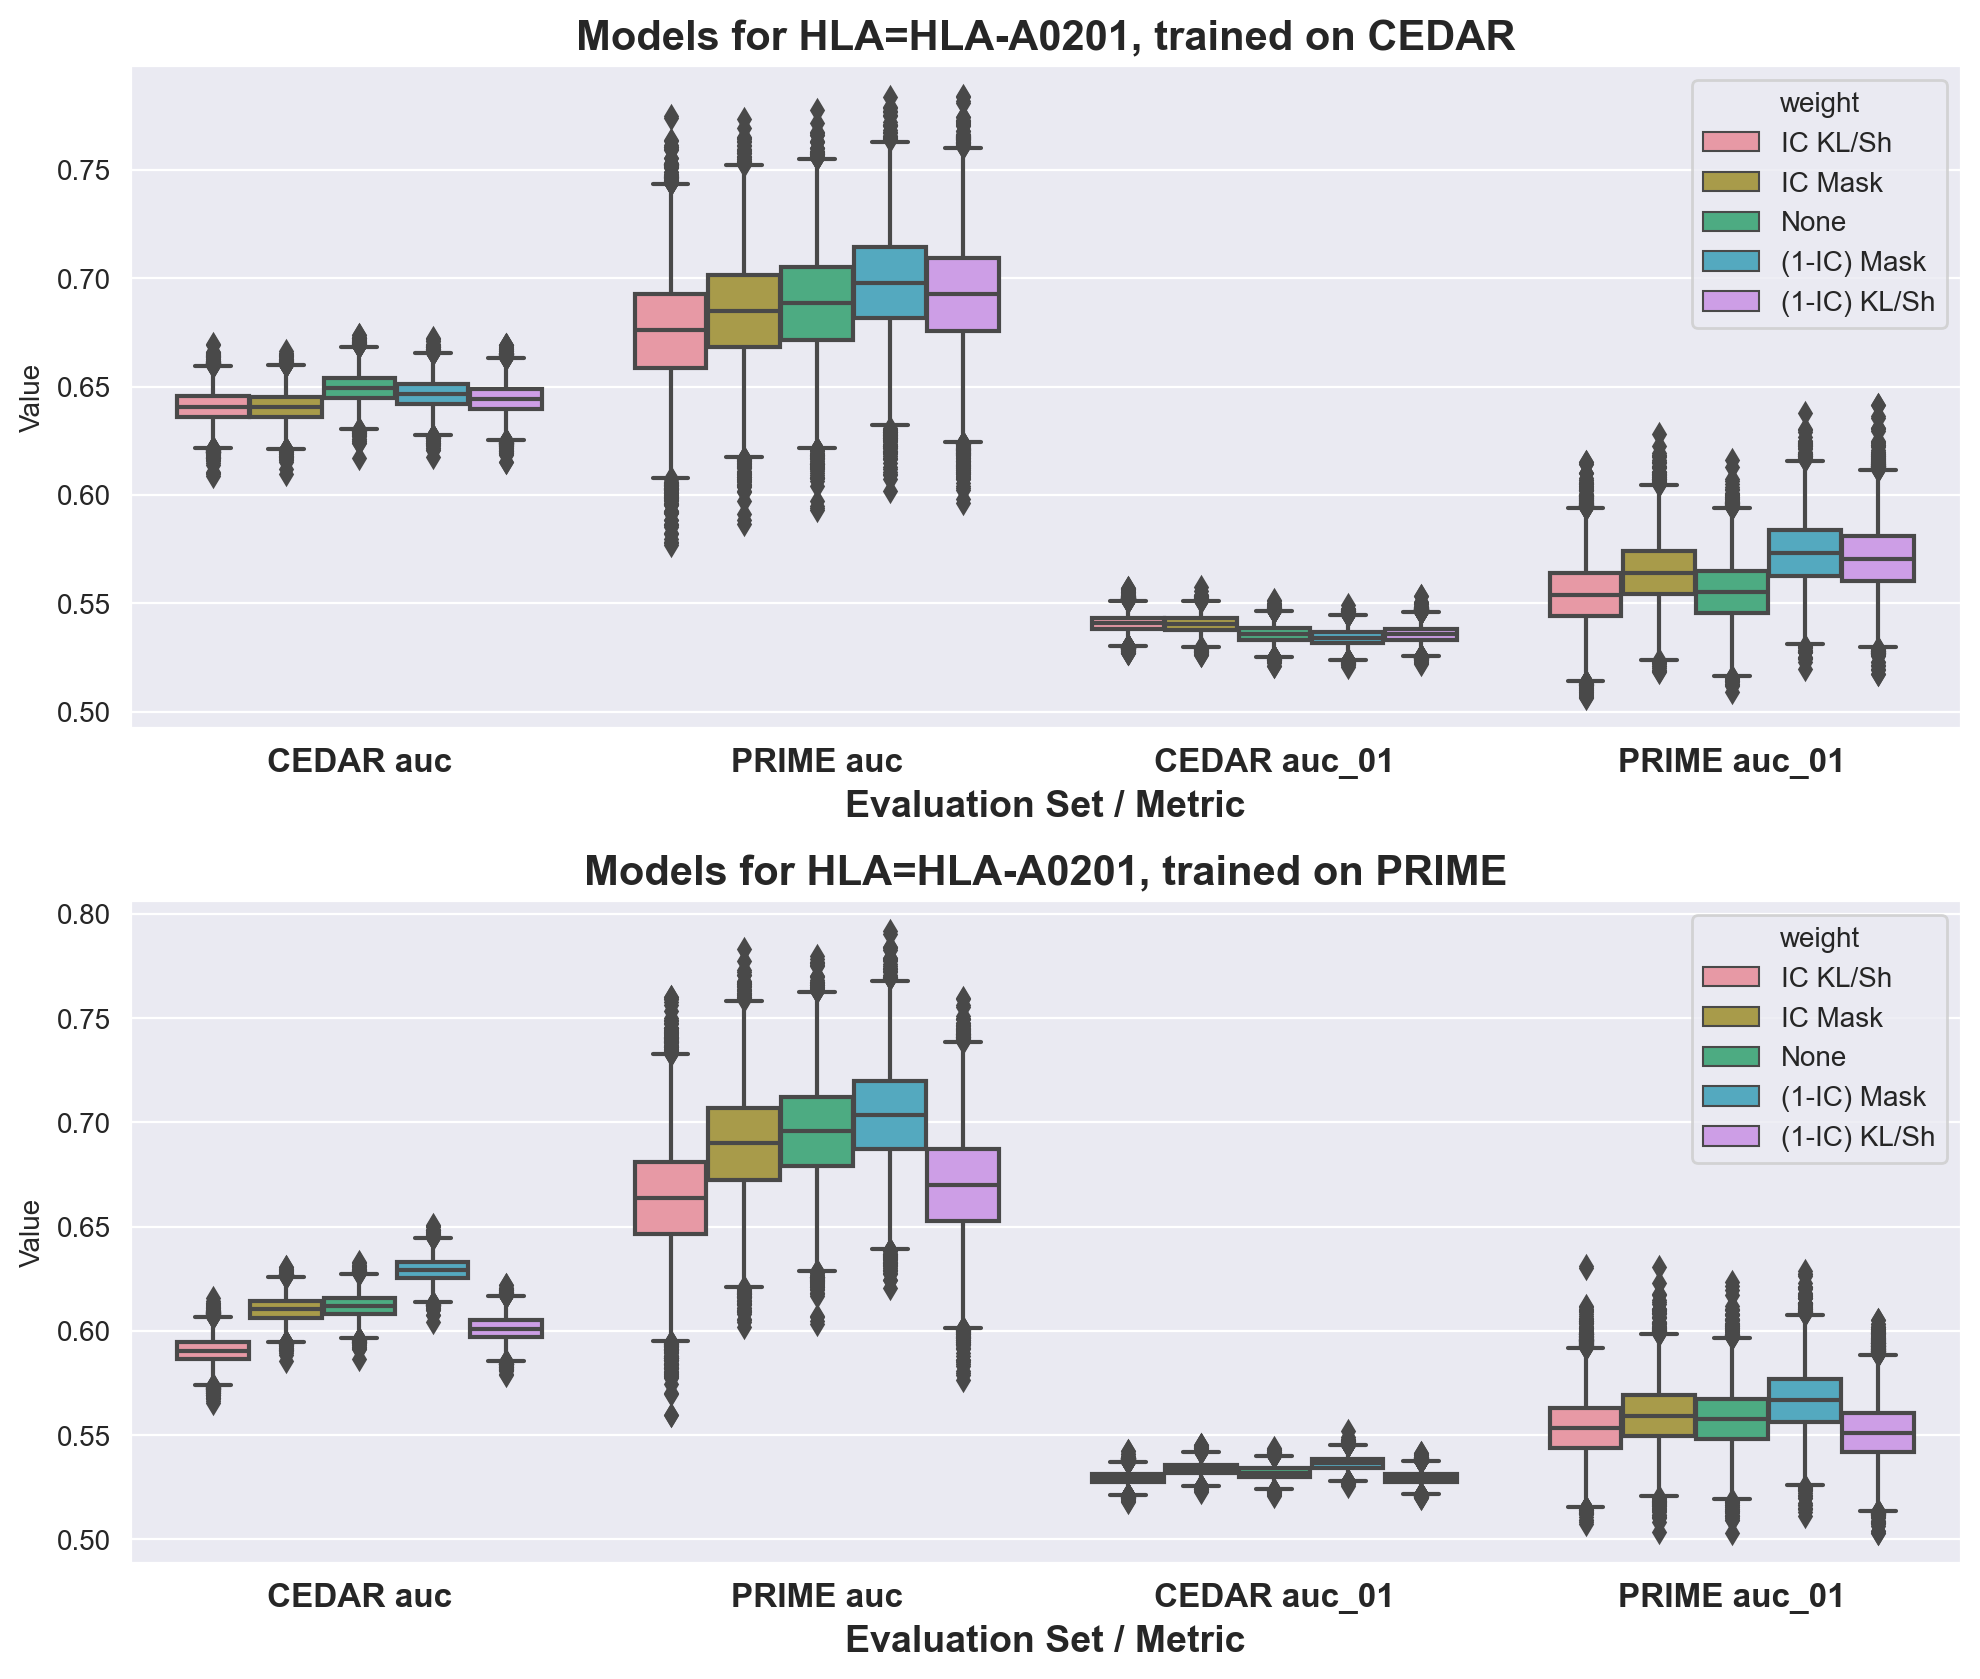 Models for HLA=HLA-A0201, trained on CEDAR
weight
IC KL/Sh
IC Mask
None
(1-IC) Mask
(1-IC) KL/Sh
0.75
0.70
0.65
0.60
0.55
0.50
Value
CEDAR auc
PRIME auc
CEDAR auc_01
PRIME auc_01
Evaluation Set / Metric
Models for HLA=HLA-A0201, trained on PRIME
weight
IC KL/Sh
IC Mask
None
(1-IC) Mask
(1-IC) KL/Sh
0.80
0.75
0.70
0.65
0.60
0.55
0.50
Value
CEDAR auc
PRIME auc
CEDAR auc_01
PRIME auc_01
Evaluation Set / Metric